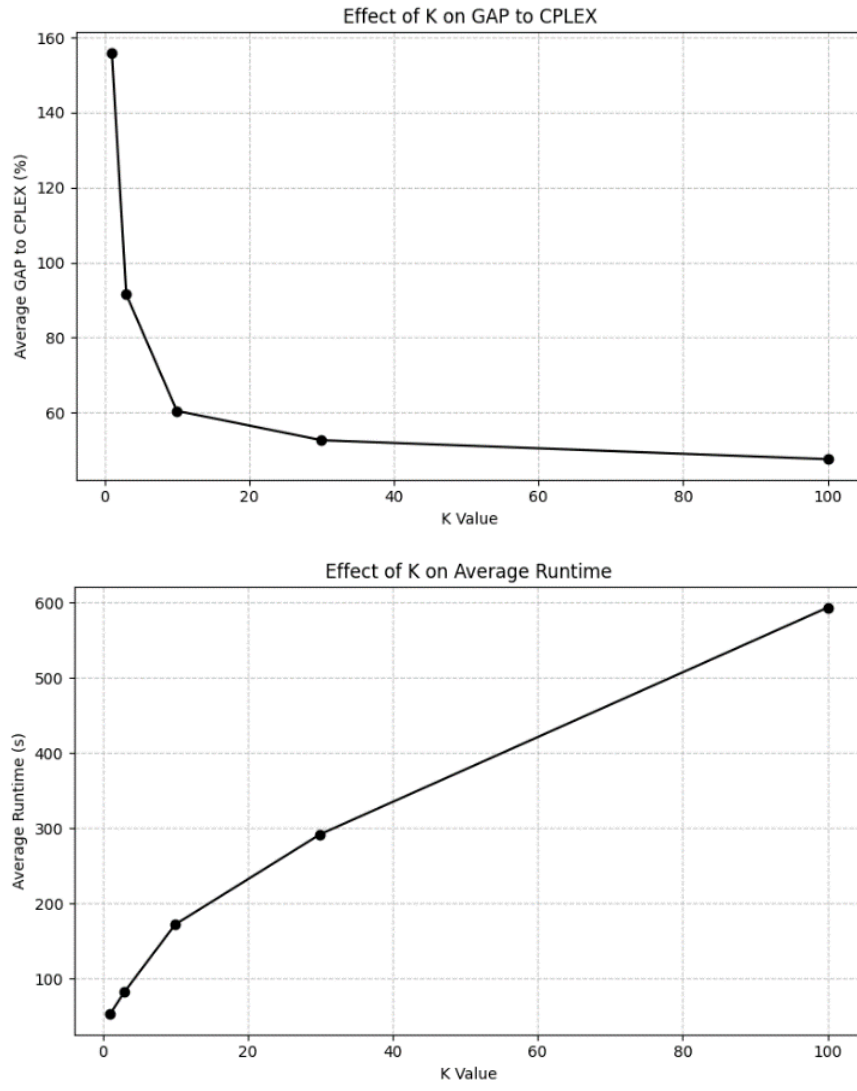 Effect of K on GAP to CPLEX
160
140
120
100
80
60
Average GAP to CPLEX (%)
0 20 40 60 80 100
K Value
Effect of K on Average Runtime
600
500
400
300
200
100
Average Runtime (s)
0 20 40 60 80 100
K Value